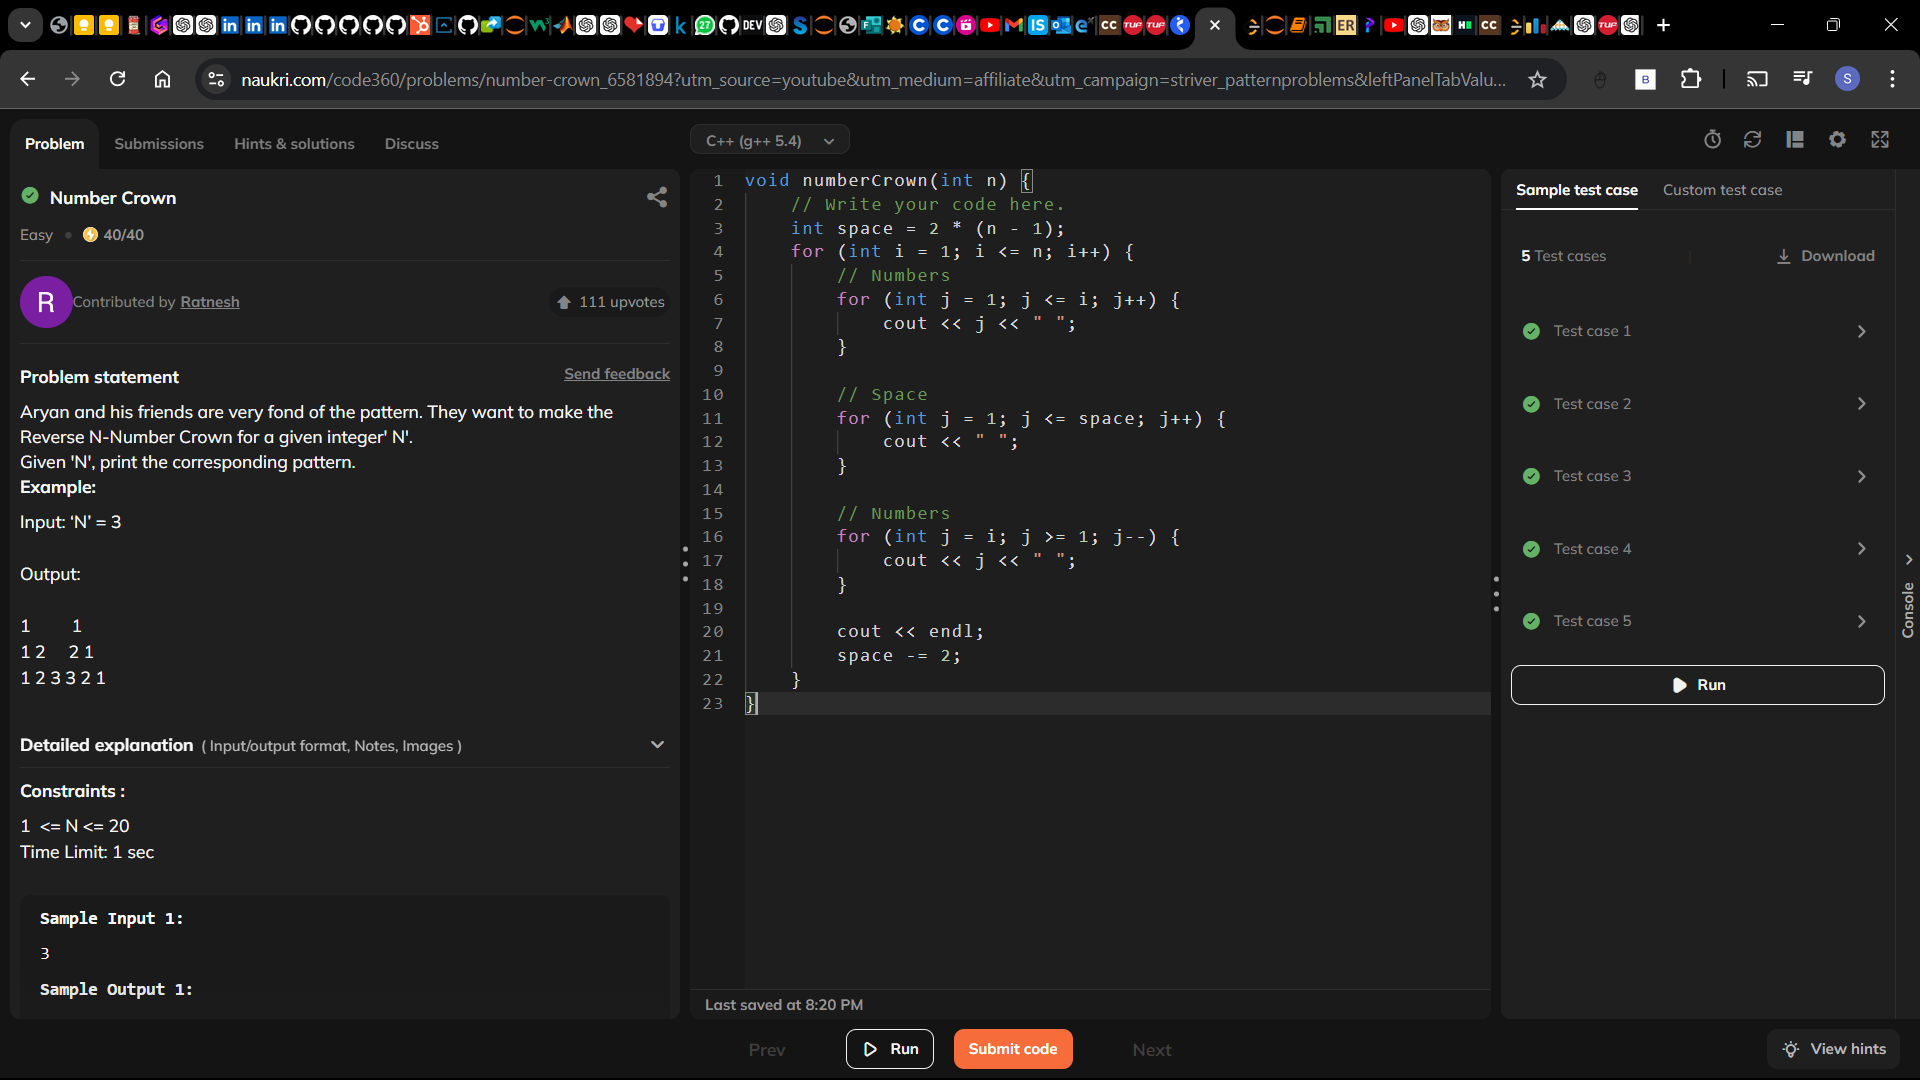 naukri.com/code360/problems/number-crown_6581894?utm_source=youtube&utm_medium=affiliate&utm_campaign=striver_patternproblems&leftPanelTabValu...
Problem
Submissions
Hints & solutions
Discuss
Number Crown
Easy • 40/40
R
Contributed by Ratnesh
111 upvotes
Problem statement
Send feedback
Aryan and his friends are very fond of the pattern. They want to make the
Reverse N-Number Crown for a given integer' N'.
Given 'N', print the corresponding pattern.
Example:
Input: ‘N’ = 3
Output:
1         1
1 2     2 1
1 2 3 3 2 1
Detailed explanation ( Input/output format, Notes, Images )
Constraints :
1  <= N <= 20
Time Limit: 1 sec
Sample Input 1:
3
Sample Output 1:
C++ (g++ 5.4)
1 void numberCrown(int n) {
2     // Write your code here.
3     int space = 2 * (n - 1);
4     for (int i = 1; i <= n; i++) {
5         // Numbers
6         for (int j = 1; j <= i; j++) {
7             cout << j << " ";
8         }
9
10         // Space
11         for (int j = 1; j <= space; j++) {
12             cout << " ";
13         }
14
15         // Numbers
16         for (int j = i; j >= 1; j--) {
17             cout << j << " ";
18         }
19
20         cout << endl;
21         space -= 2;
22     }
23 }
Last saved at 8:20 PM
Sample test case
Custom test case
5 Test cases
Download
Test case 1
Test case 2
Test case 3
Test case 4
Test case 5
Run
Console
Prev
Run
Submit code
Next
View hints